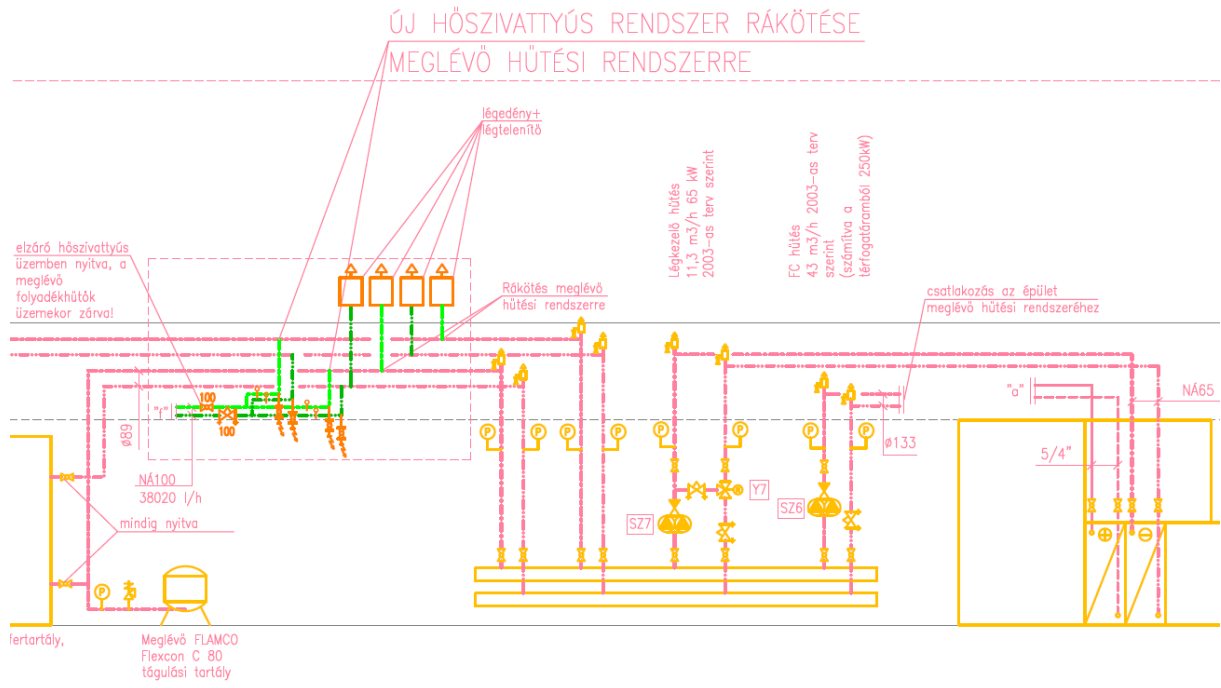 ÚJ HŐSZIVATTYÚS RENDSZER RÁKÖTÉSE
MEGLÉVŐ HŰTÉSI RENDSZERRE
légedény+
légtelenítő
elzáró hőszivattyús
üzemben nyitva, a
meglévő
folyadékhűtők
üzemekor zárva!
Rákötés meglévő
hűtési rendszerre
Légkezelő hűtés
11,3 m3/h 65 kW
2003-as terv szerint
FC hűtés
43 m3/h 2003-as terv
szerint
(számítva a
térfogatáramból 250kW)
csatlakozás az épület
meglévő hűtési rendszeréhez
"f"
100
100
ø89
NÁ100
38020 l/h
mindig nyitva
P
P
P
P
P
P
P
P
P
SZ7
Y7
SZ6
ø133
"a"
5/4"
NÁ65
fertartály,
Meglévő FLAMCO
Flexcon C 80
tágulási tartály